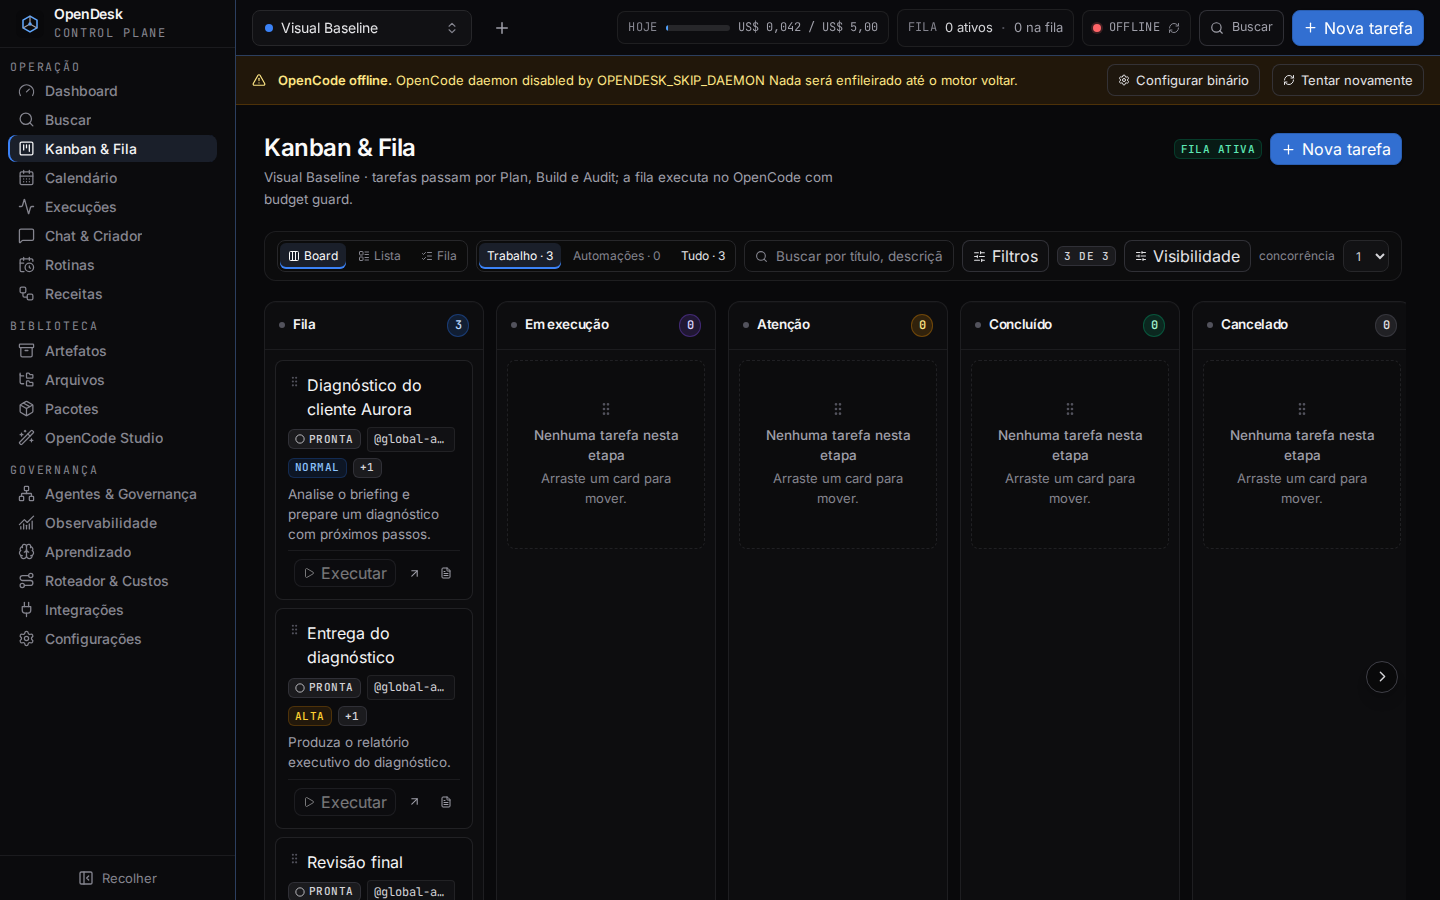 OpenDesk
CONTROL PLANE
OPERAÇÃO
Dashboard
Buscar
Kanban & Fila
Calendário
Execuções
Chat & Criador
Rotinas
Receitas
BIBLIOTECA
Artefatos
Arquivos
Pacotes
OpenCode Studio
GOVERNANÇA
Agentes & Governança
Observabilidade
Aprendizado
Roteador & Custos
Integrações
Configurações
Recolher
Visual Baseline
HOJE US$ 0,042 / US$ 5,00
FILA 0 ativos · 0 na fila
OFFLINE
Buscar
Nova tarefa
OpenCode offline. OpenCode daemon disabled by OPENDESK_SKIP_DAEMON Nada será enfileirado até o motor voltar.
Configurar binário
Tentar novamente
Kanban & Fila
Visual Baseline · tarefas passam por Plan, Build e Audit; a fila executa no OpenCode com
budget guard.
FILA ATIVA
Nova tarefa
Board
Lista
Fila
Trabalho · 3
Automações · 0
Tudo · 3
Buscar por título, descriçã
Filtros
3 DE 3
Visibilidade
concorrência
1
Fila 3
Diagnóstico do
cliente Aurora
PRONTA @global-a…
NORMAL +1
Analise o briefing e
prepare um diagnóstico
com próximos passos.
Executar
Entrega do
diagnóstico
PRONTA @global-a…
ALTA +1
Produza o relatório
executivo do diagnóstico.
Executar
Revisão final
PRONTA @global-a…
Em execução 0
Nenhuma tarefa nesta
etapa
Arraste um card para
mover.
Atenção 0
Nenhuma tarefa nesta
etapa
Arraste um card para
mover.
Concluído 0
Nenhuma tarefa nesta
etapa
Arraste um card para
mover.
Cancelado 0
Nenhuma tarefa nesta
etapa
Arraste um card para
mover.